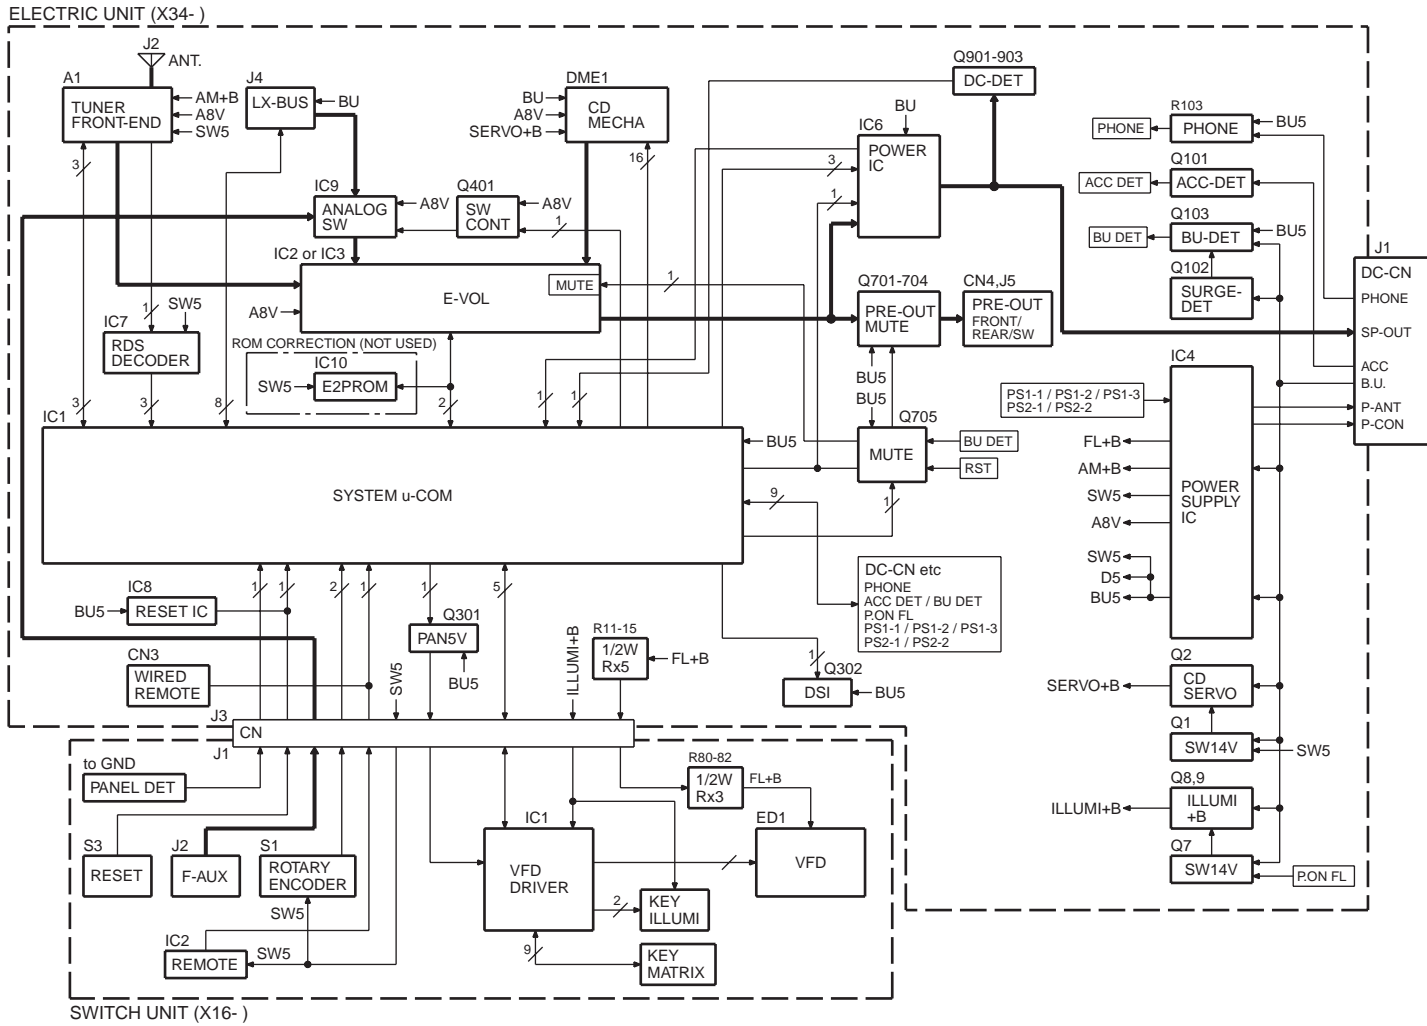 ELECTRIC UNIT (X34- )
J2
ANT.
A1
TUNER
FRONT-END
AM+B
A8V
SW5
J4
LX-BUS
BU
DME1
CD
MECHA
BU
A8V
SERVO+B
Q901-903
DC-DET
BU
IC6
POWER
IC
R103
PHONE
PHONE
BU5
Q101
ACC DET
ACC-DET
Q103
BU DET
BU-DET
BU5
Q102
SURGE-
DET
J1
DC-CN
PHONE
SP-OUT
ACC
B.U.
P-ANT
P-CON
3
16
3
1
IC9
ANALOG
SW
A8V
Q401
SW
CONT
A8V
1
IC2 or IC3
E-VOL
MUTE
1
A8V
Q701-704
PRE-OUT
MUTE
CN4,J5
PRE-OUT
FRONT/
REAR/SW
1
SW5
IC7
RDS
DECODER
ROM CORRECTION (NOT USED)
IC10
SW5
E2PROM
BU5
BU5
Q705
MUTE
BU DET
RST
IC4
PS1-1 / PS1-2 / PS1-3
PS2-1 / PS2-2
POWER
SUPPLY
IC
FL+B
AM+B
SW5
A8V
SW5
D5
BU5
3
3
8
2
1
1
IC1
SYSTEM u-COM
BU5
9
1
DC-CN etc
PHONE
ACC DET / BU DET
P.ON FL
PS1-1 / PS1-2 / PS1-3
PS2-1 / PS2-2
1
1
2
1
1
5
IC8
BU5
RESET IC
CN3
WIRED
REMOTE
SW5
Q301
PAN5V
BU5
ILLUMI+B
R11-15
1/2W
Rx5
FL+B
1
Q302
DSI
BU5
Q2
SERVO+B
CD
SERVO
Q1
SW14V
SW5
Q8,9
ILLUMI+B
ILLUMI
+B
Q7
SW14V
P.ON FL
J3
CN
J1
to GND
PANEL DET
S3
RESET
J2
F-AUX
S1
ROTARY
ENCODER
SW5
IC2
REMOTE
SW5
R80-82
1/2W
Rx3
FL+B
IC1
VFD
DRIVER
ED1
VFD
2
KEY
ILLUMI
9
KEY
MATRIX
SWITCH UNIT (X16- )